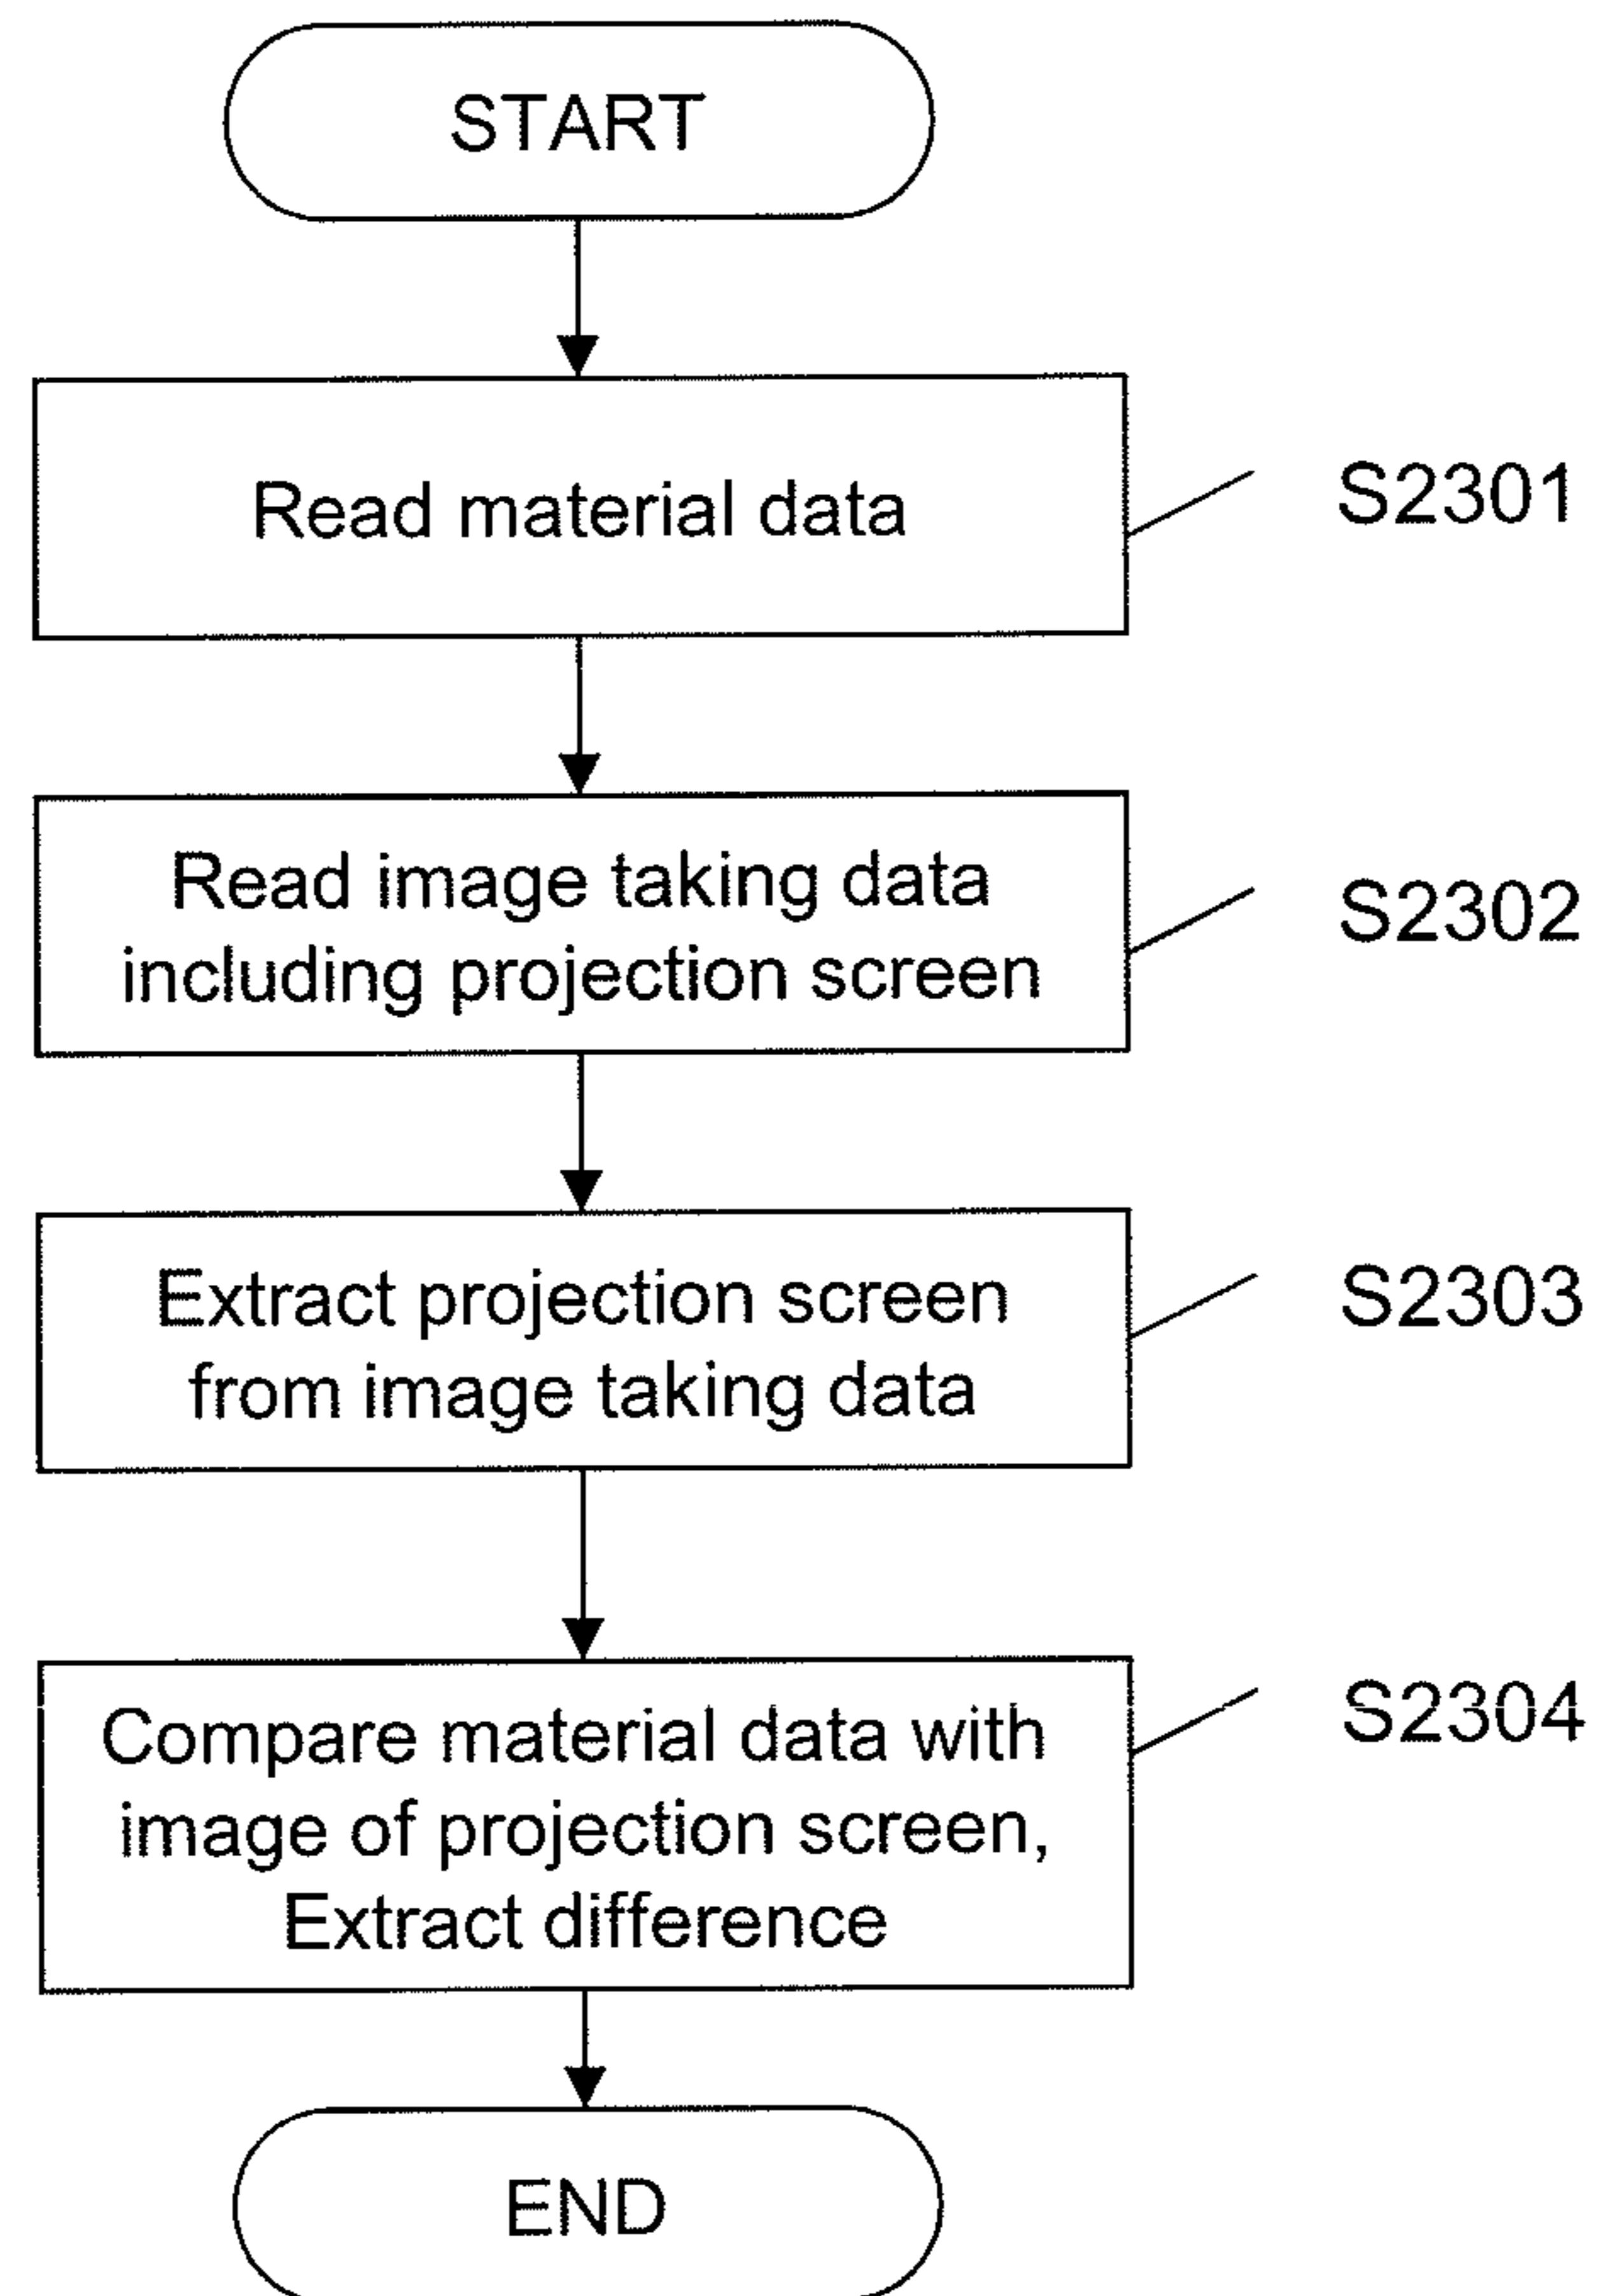 START
Read material data
S2301
Read image taking data
including projection screen
S2302
Extract projection screen
from image taking data
S2303
Compare material data with
image of projection screen,
Extract difference
S2304
END